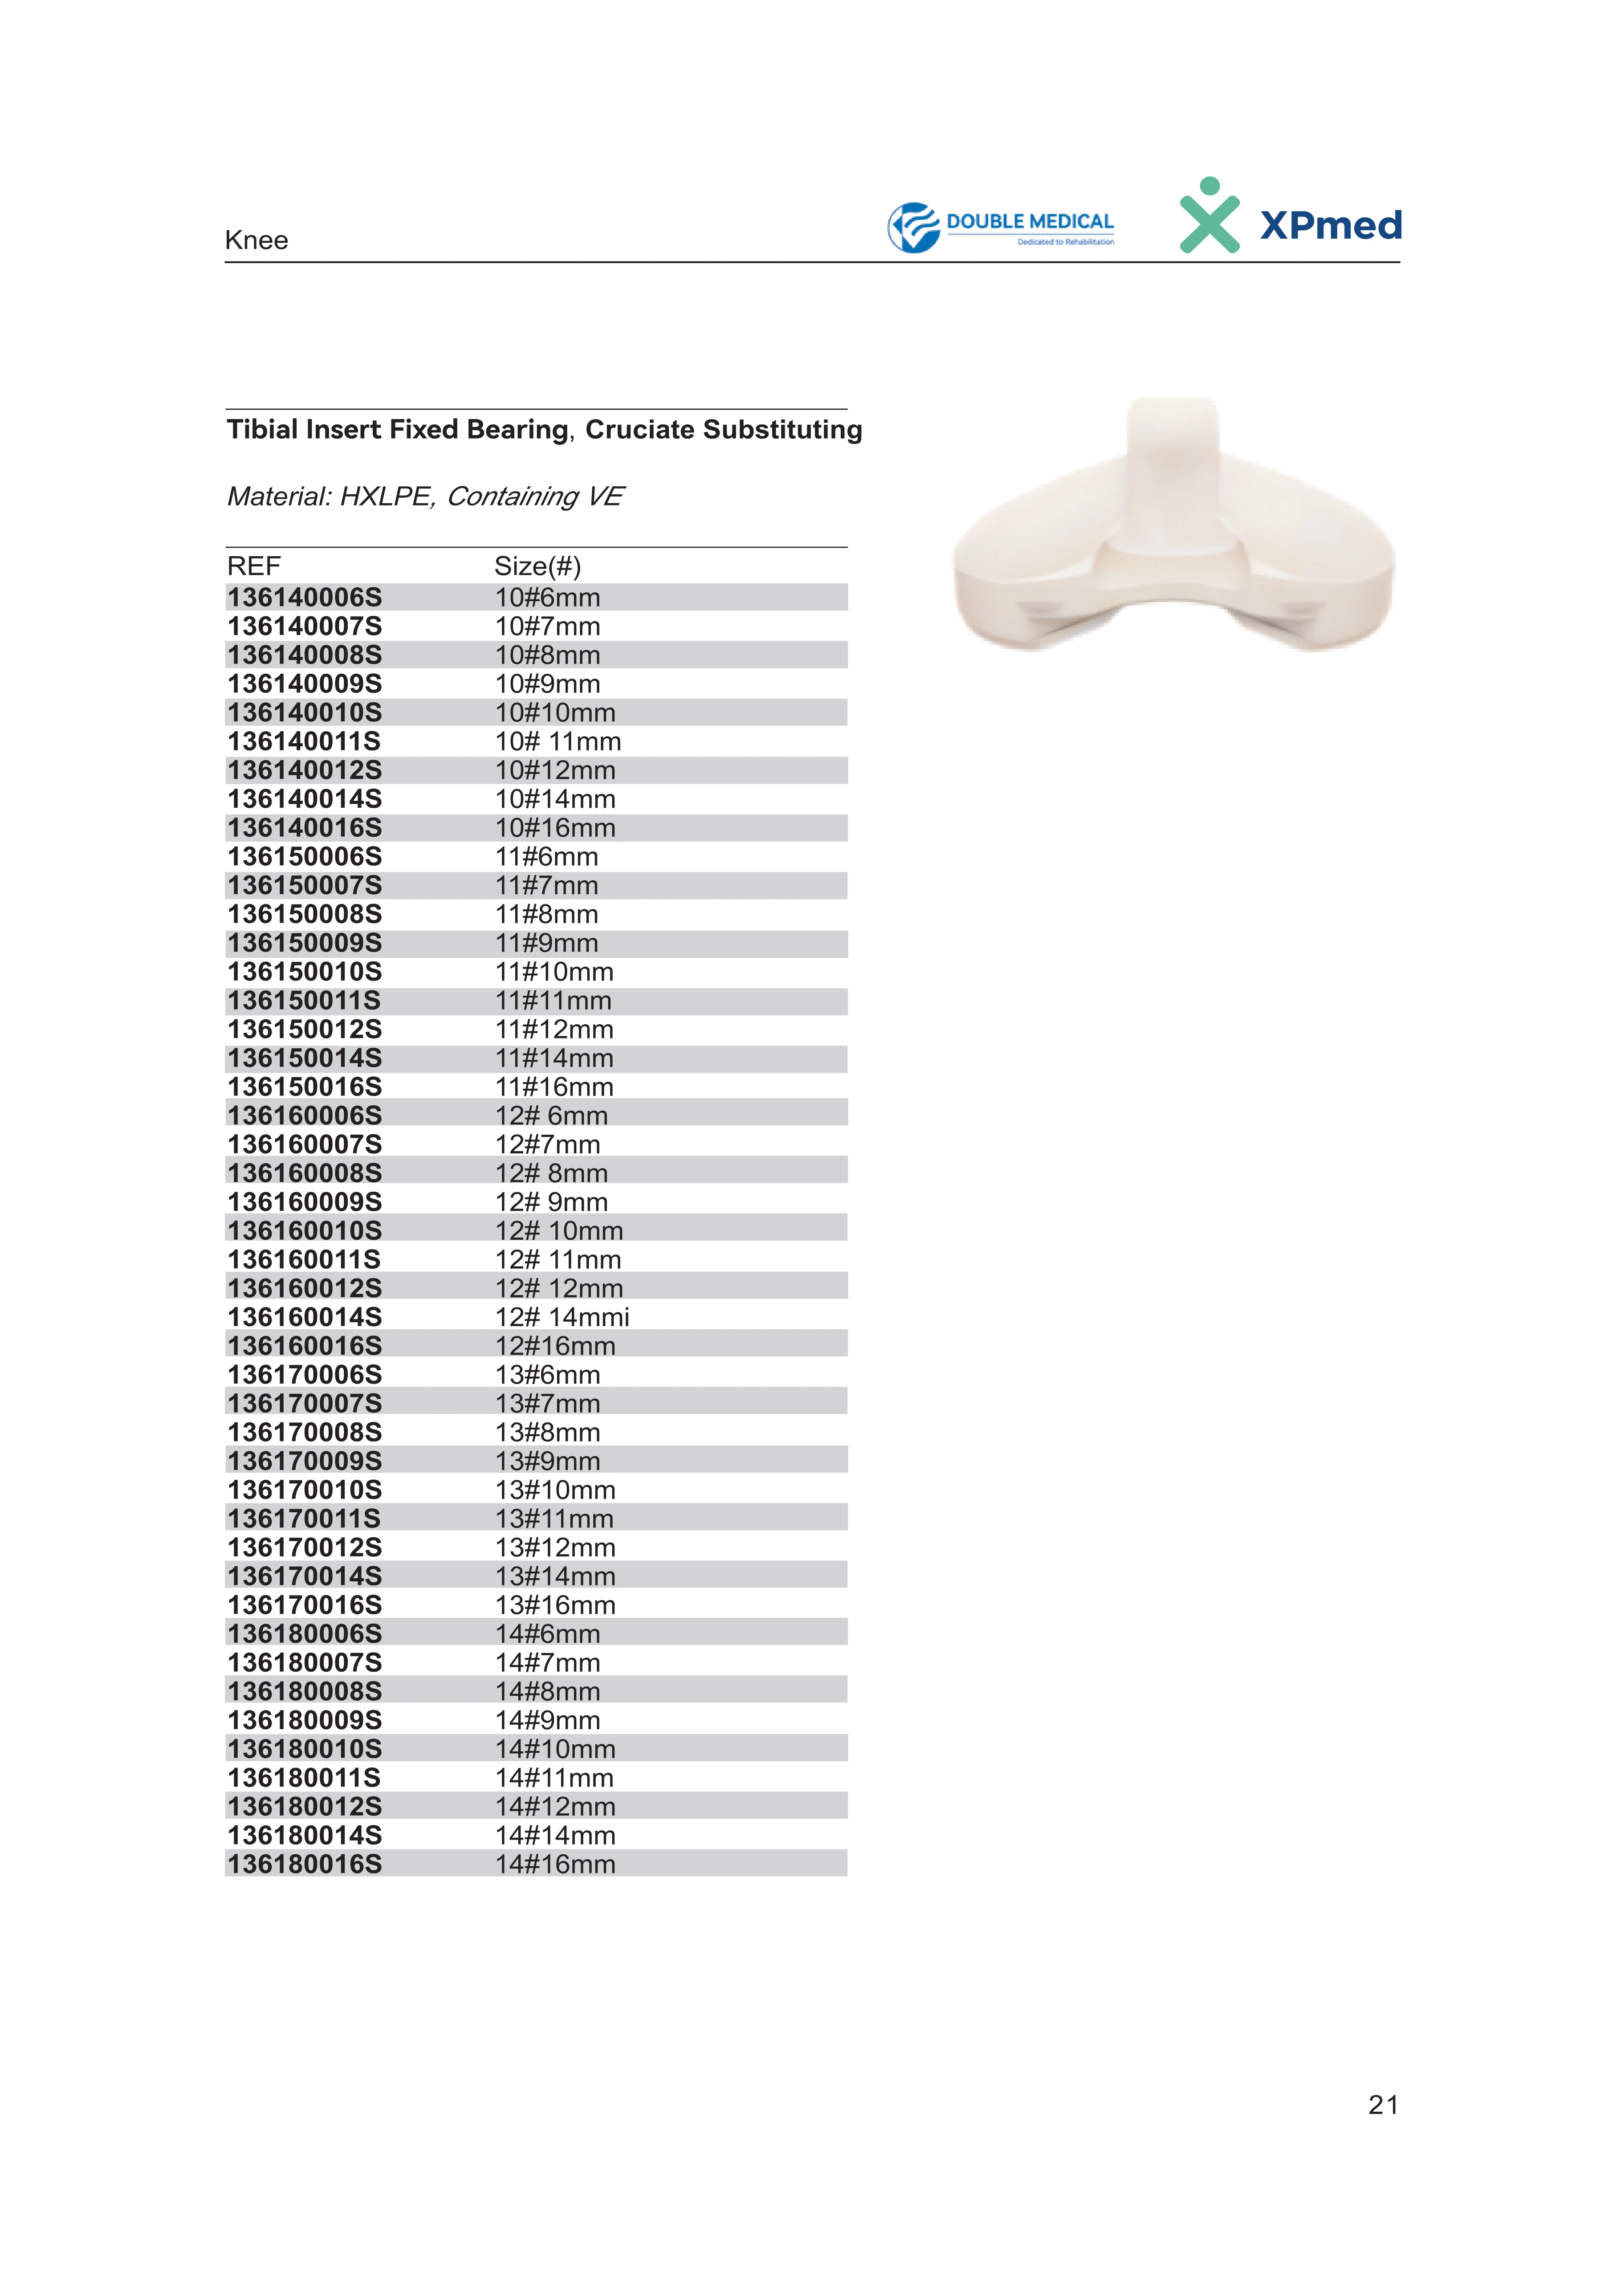 Knee
DOUBLE MEDICAL
Dedicated to Rehabilitation
XPmed
Tibial Insert Fixed Bearing, Cruciate Substituting
Material: HXLPE, Containing VE
REF Size(#)
136140006S 10#6mm
136140007S 10#7mm
136140008S 10#8mm
136140009S 10#9mm
136140010S 10#10mm
136140011S 10# 11mm
136140012S 10#12mm
136140014S 10#14mm
136140016S 10#16mm
136150006S 11#6mm
136150007S 11#7mm
136150008S 11#8mm
136150009S 11#9mm
136150010S 11#10mm
136150011S 11#11mm
136150012S 11#12mm
136150014S 11#14mm
136150016S 11#16mm
136160006S 12# 6mm
136160007S 12#7mm
136160008S 12# 8mm
136160009S 12# 9mm
136160010S 12# 10mm
136160011S 12# 11mm
136160012S 12# 12mm
136160014S 12# 14mmi
136160016S 12#16mm
136170006S 13#6mm
136170007S 13#7mm
136170008S 13#8mm
136170009S 13#9mm
136170010S 13#10mm
136170011S 13#11mm
136170012S 13#12mm
136170014S 13#14mm
136170016S 13#16mm
136180006S 14#6mm
136180007S 14#7mm
136180008S 14#8mm
136180009S 14#9mm
136180010S 14#10mm
136180011S 14#11mm
136180012S 14#12mm
136180014S 14#14mm
136180016S 14#16mm
21